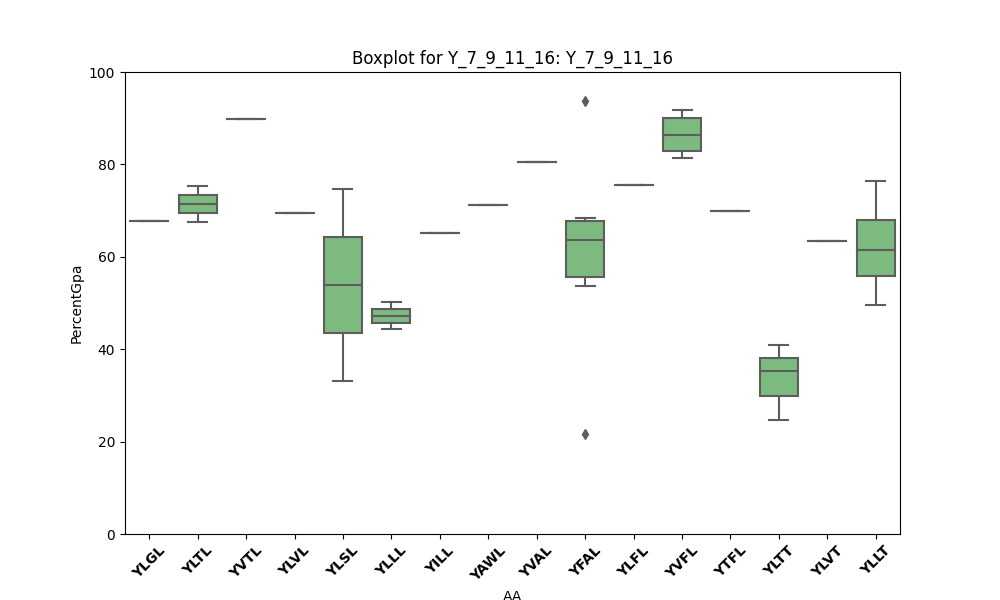 Boxplot for Y_7_9_11_16: Y_7_9_11_16
100
80
60
40
20
0
PercentGpa
YLGL
YLTL
YVTL
YLVL
YLSL
YLLL
YILL
YAWL
YVAL
YFAL
YLFL
YVFL
YTFL
YLTT
YLVT
YLLT
AA